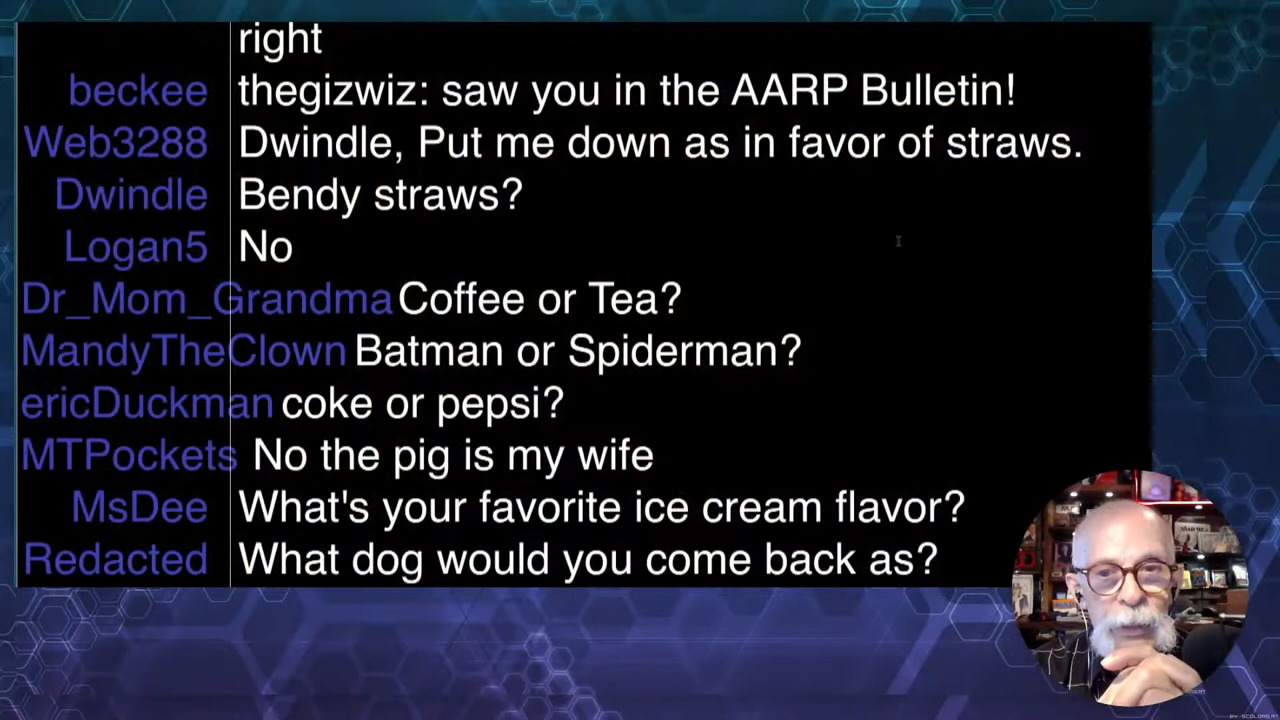 right
beckee thegizwiz: saw you in the AARP Bulletin!
Web3288 Dwindle, Put me down as in favor of straws.
Dwindle Bendy straws?
Logan5 No
Dr_Mom_Grandma Coffee or Tea?
MandyTheClown Batman or Spiderman?
ericDuckman coke or pepsi?
MTPockets No the pig is my wife
MsDee What's your favorite ice cream flavor?
Redacted What dog would you come back as?